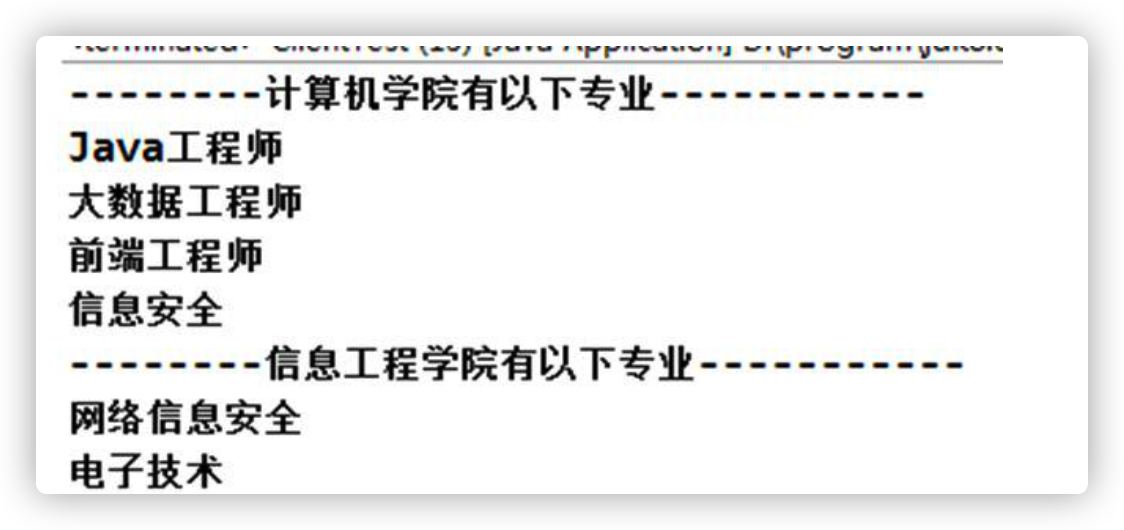 --------计算机学院有以下专业-----------
Java工程师
大数据工程师
前端工程师
信息安全
--------信息工程学院有以下专业-----------
网络信息安全
电子技术